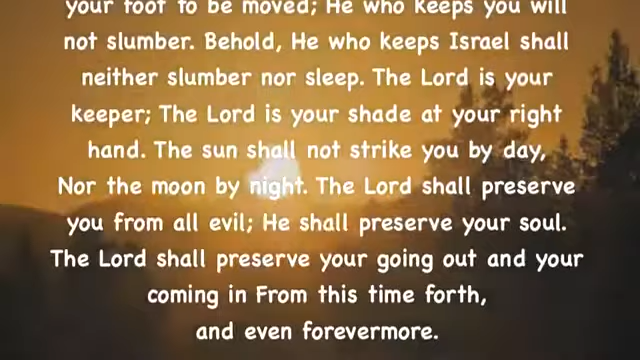 your foot to be moved; He who keeps you will
not slumber. Behold, He who keeps Israel shall
neither slumber nor sleep. The Lord is your
keeper; The Lord is your shade at your right
hand. The sun shall not strike you by day,
Nor the moon by night. The Lord shall preserve
you from all evil; He shall preserve your soul.
The Lord shall preserve your going out and your
coming in From this time forth,
and even forevermore.